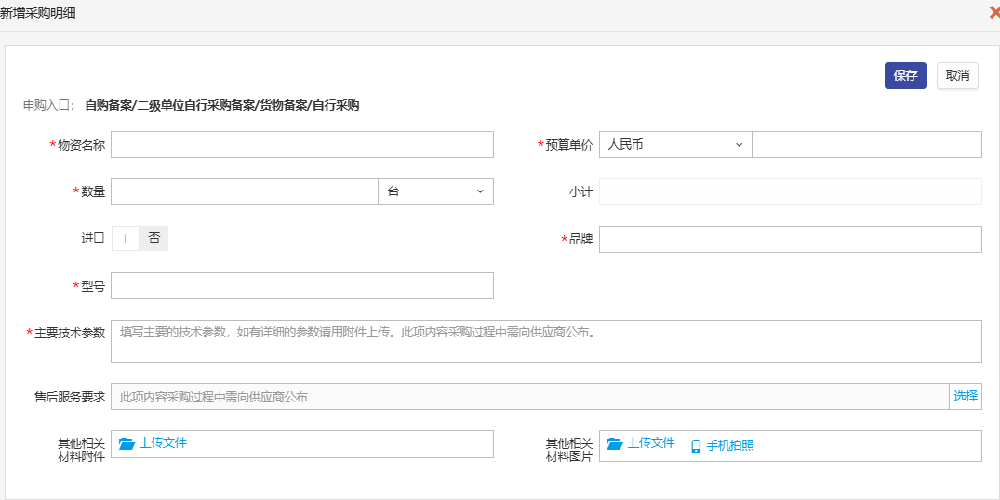 新增采购明细
保存 取消
申购入口： 自购备案/二级单位自行采购备案/货物备案/自行采购
*物资名称 *预算单价 人民币
*数量 台 小计
进口 否 *品牌
*型号
*主要技术参数 填写主要的技术参数，如有详细的参数请用附件上传。此项内容采购过程中需向供应商公布。
售后服务要求 此项内容采购过程中需向供应商公布 选择
其他相关 上传文件 其他相关 上传文件 手机拍照
材料附件 材料图片